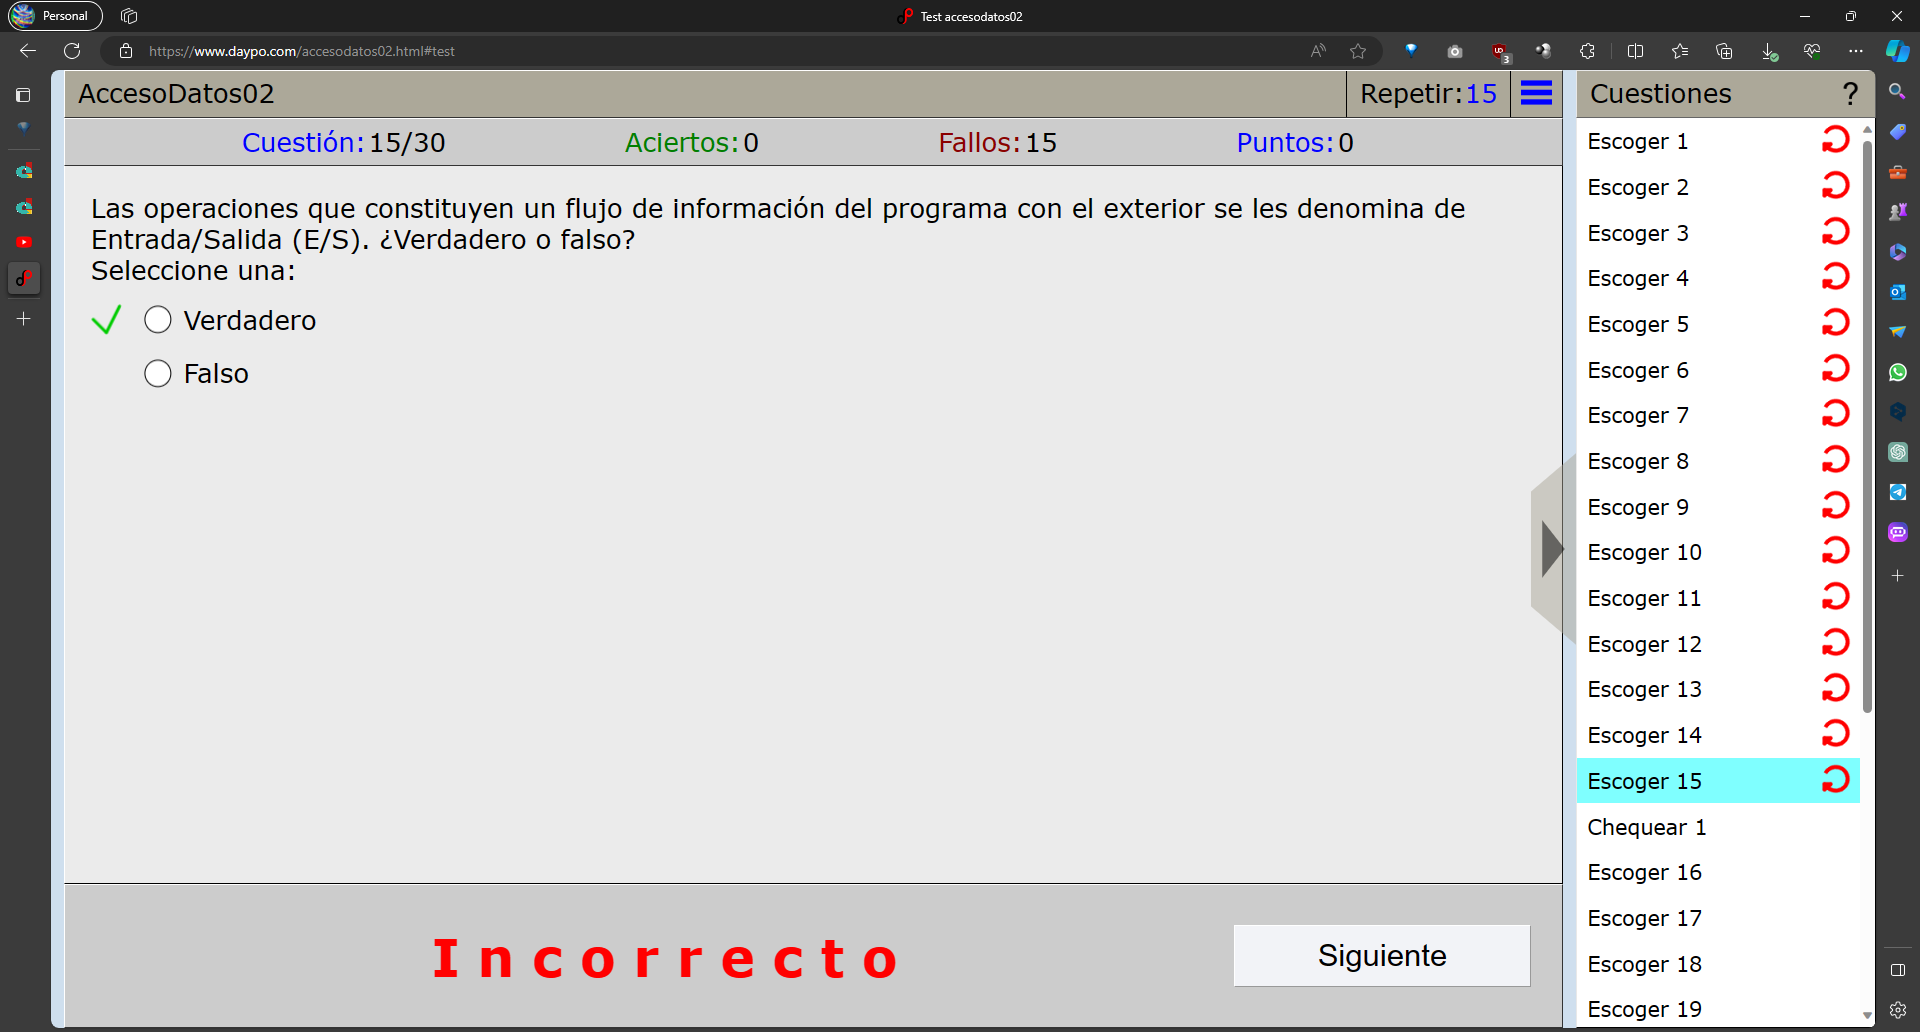 Personal
Test accesodatos02
https://www.daypo.com/accesodatos02.html#test
3
AccesoDatos02
Repetir:15
Cuestión:15/30
Aciertos:0
Fallos:15
Puntos:0
Las operaciones que constituyen un flujo de información del programa con el exterior se les denomina de
Entrada/Salida (E/S). ¿Verdadero o falso?
Seleccione una:
Verdadero
Falso
Incorrecto
Siguiente
Cuestiones ?
Escoger 1
Escoger 2
Escoger 3
Escoger 4
Escoger 5
Escoger 6
Escoger 7
Escoger 8
Escoger 9
Escoger 10
Escoger 11
Escoger 12
Escoger 13
Escoger 14
Escoger 15
Chequear 1
Escoger 16
Escoger 17
Escoger 18
Escoger 19